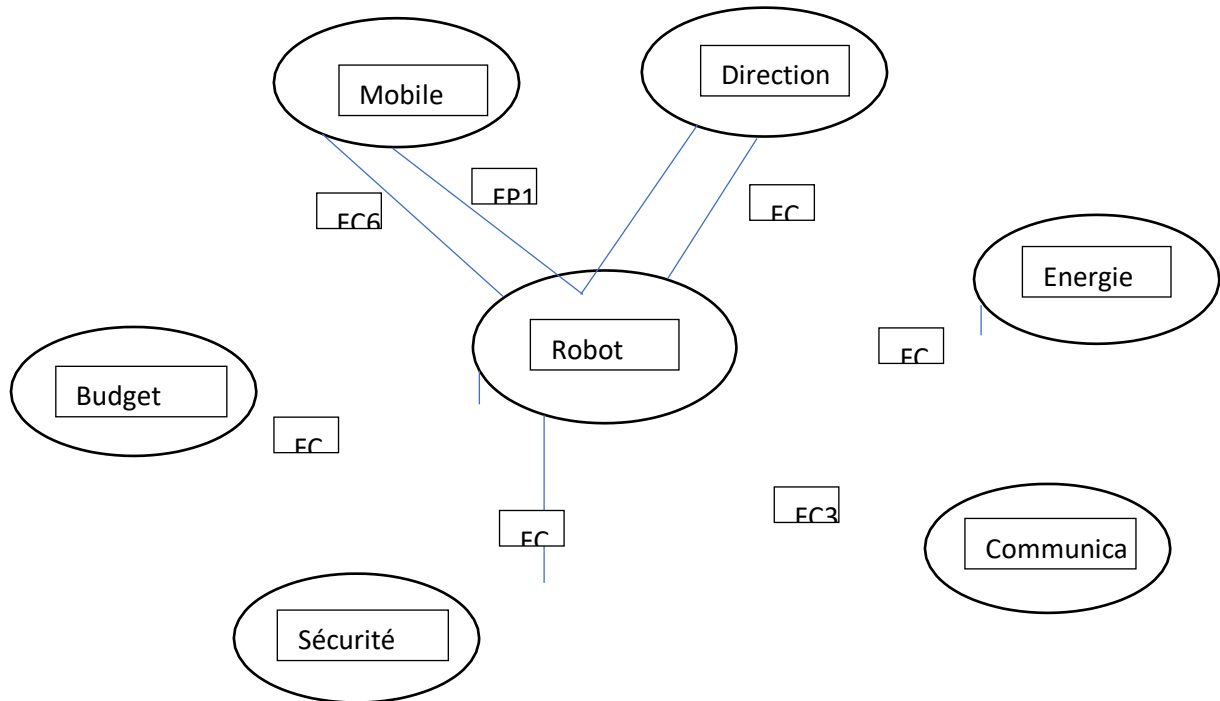 Direction
Mobile
FP1
FC
FC6
Energie
Robot
FC
Budget
FC
FC3
FC
Communica
Sécurité